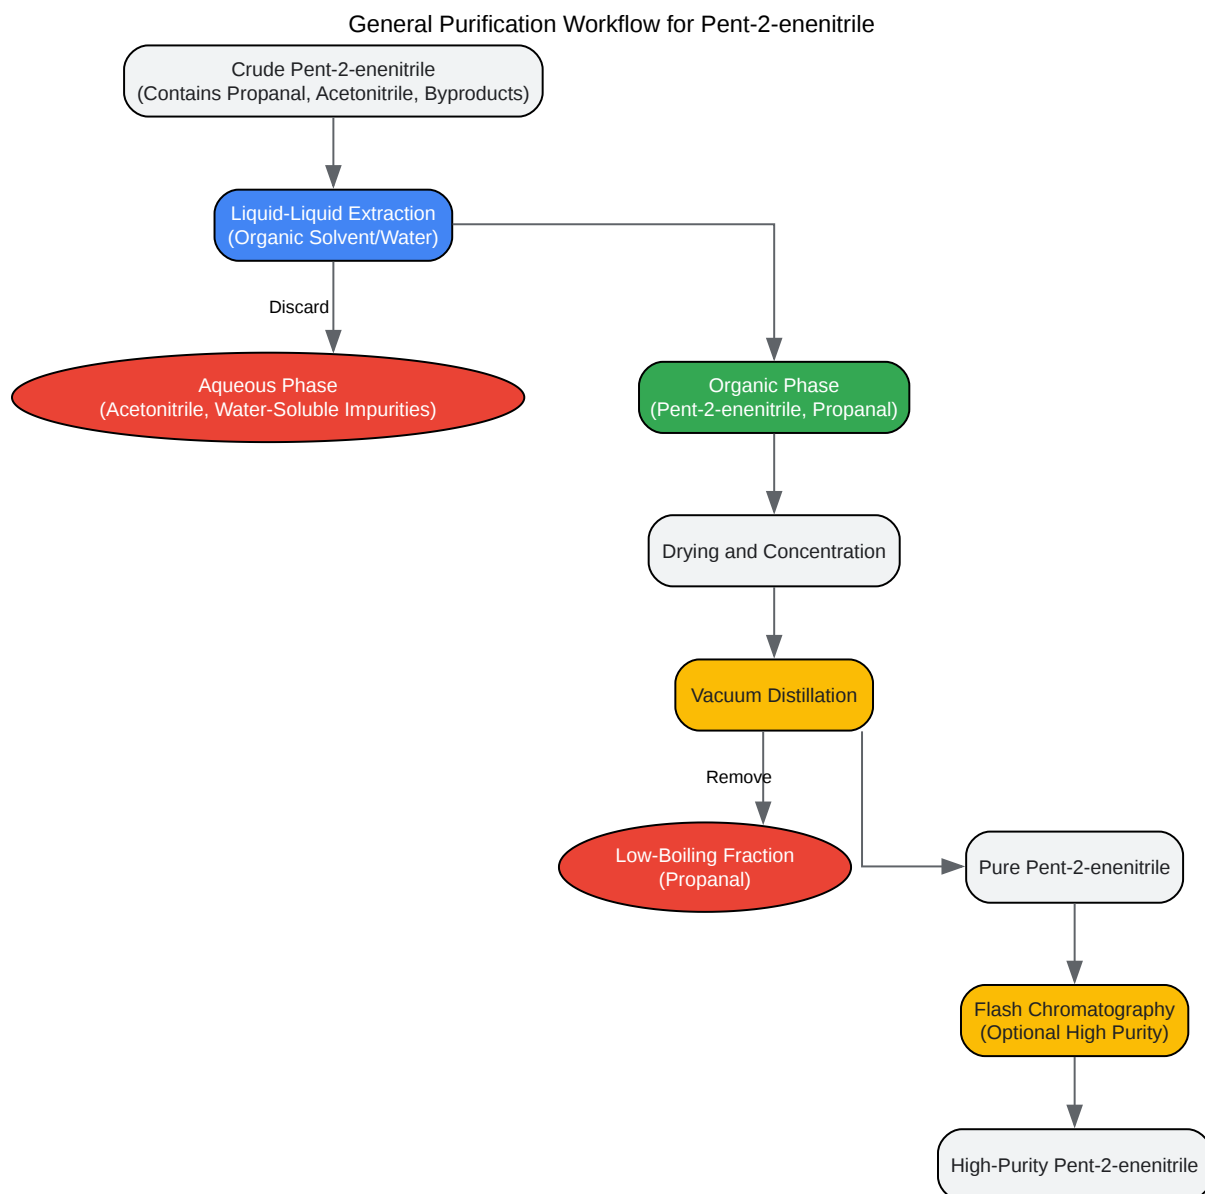 General Purification Workflow for Pent-2-enenitrile
Crude Pent-2-enenitrile
(Contains Propanal, Acetonitrile, Byproducts)
Liquid-Liquid Extraction
(Organic Solvent/Water)
Discard
Aqueous Phase
(Acetonitrile, Water-Soluble Impurities)
Organic Phase
(Pent-2-enenitrile, Propanal)
Drying and Concentration
Vacuum Distillation
Remove
Low-Boiling Fraction
(Propanal)
Pure Pent-2-enenitrile
Flash Chromatography
(Optional High Purity)
High-Purity Pent-2-enenitrile